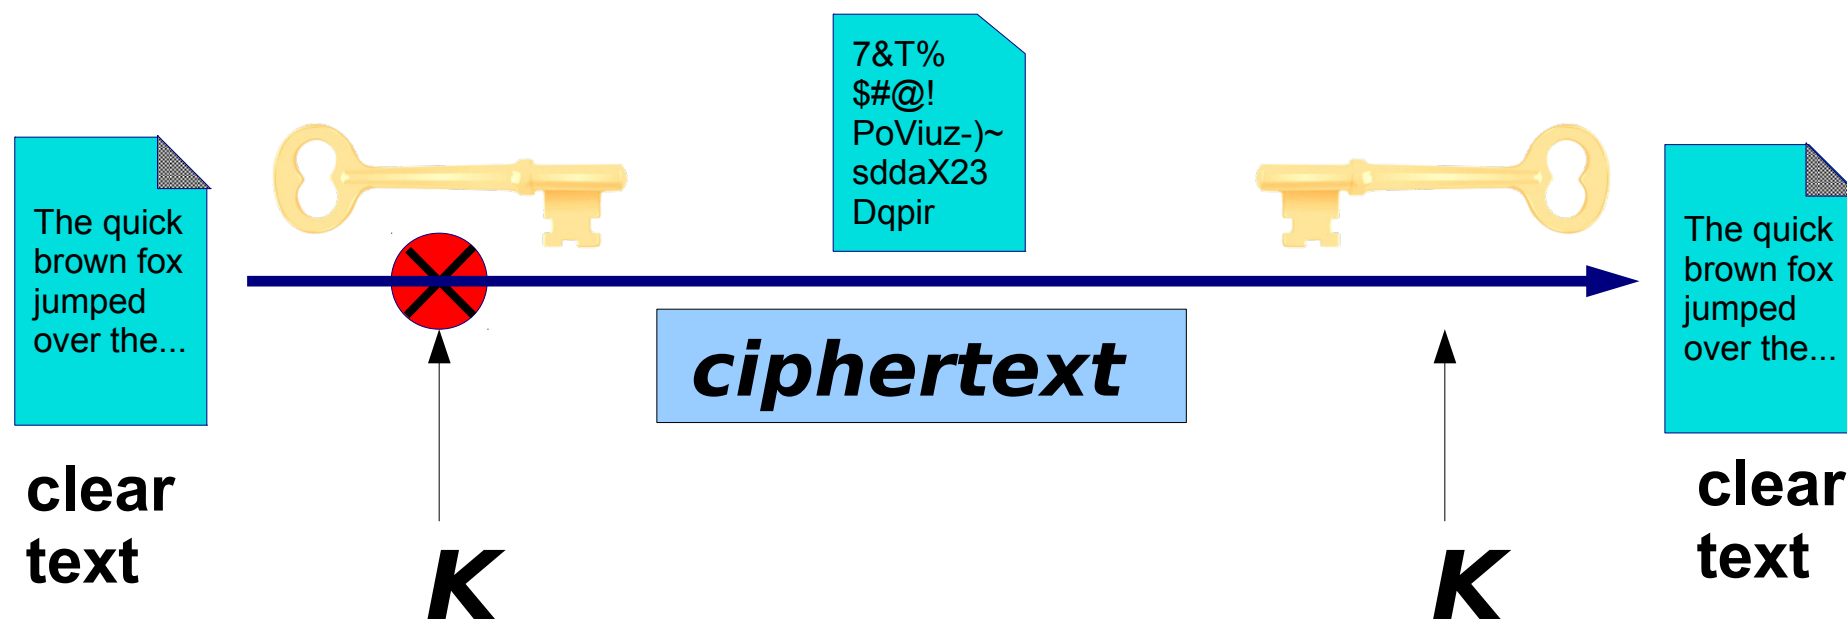 The quick
brown fox
jumped
over the...
clear
text
7&T%
$#@!
PoViuz-)~
sddaX23
Dqpir
ciphertext
K
K
The quick
brown fox
jumped
over the...
clear
text